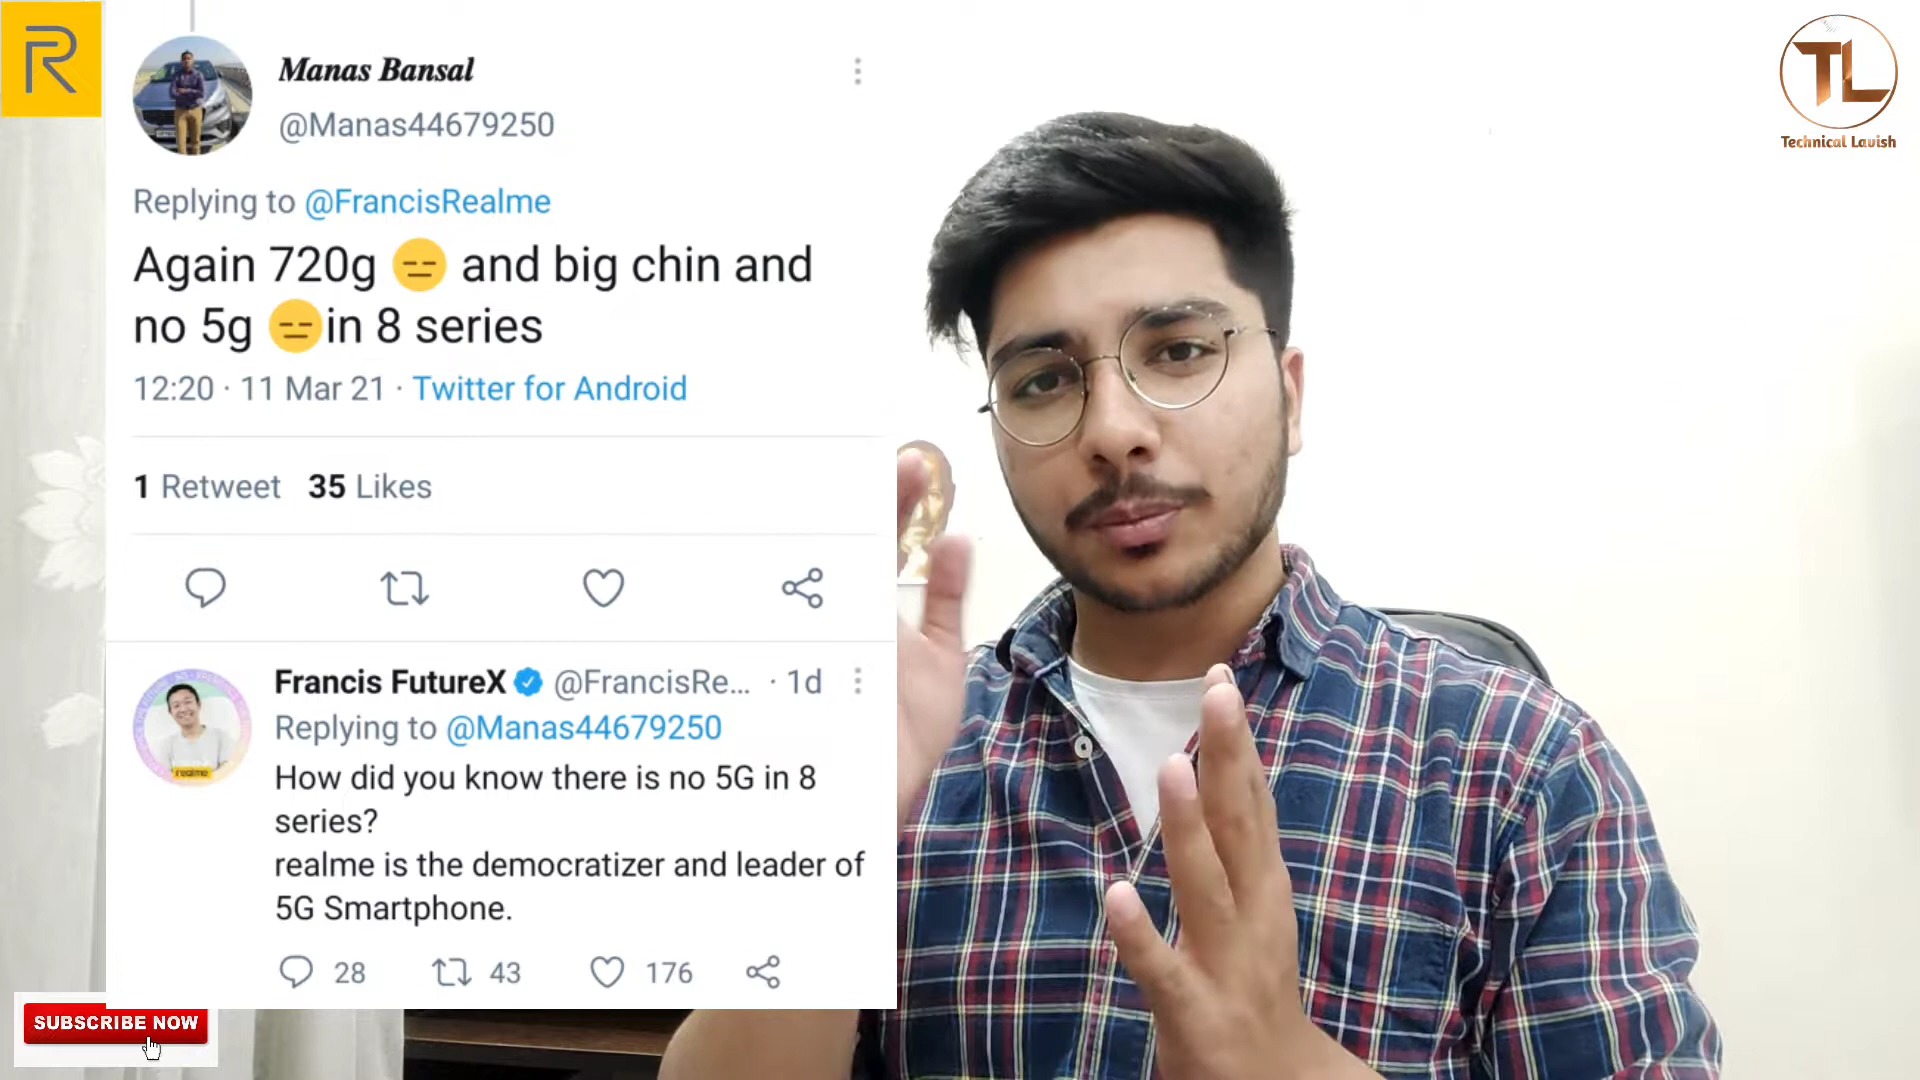 R
Manas Bansal
@Manas44679250
Replying to @FrancisRealme
Again 720g 😑 and big chin and
no 5g 😑in 8 series
12:20 · 11 Mar 21 · Twitter for Android
1 Retweet 35 Likes
Francis FutureX @FrancisRe... · 1d
Replying to @Manas44679250
How did you know there is no 5G in 8
series?
realme is the democratizer and leader of
5G Smartphone.
28 43 176
realme
SUBSCRIBE NOW
TL
Technical Lavish